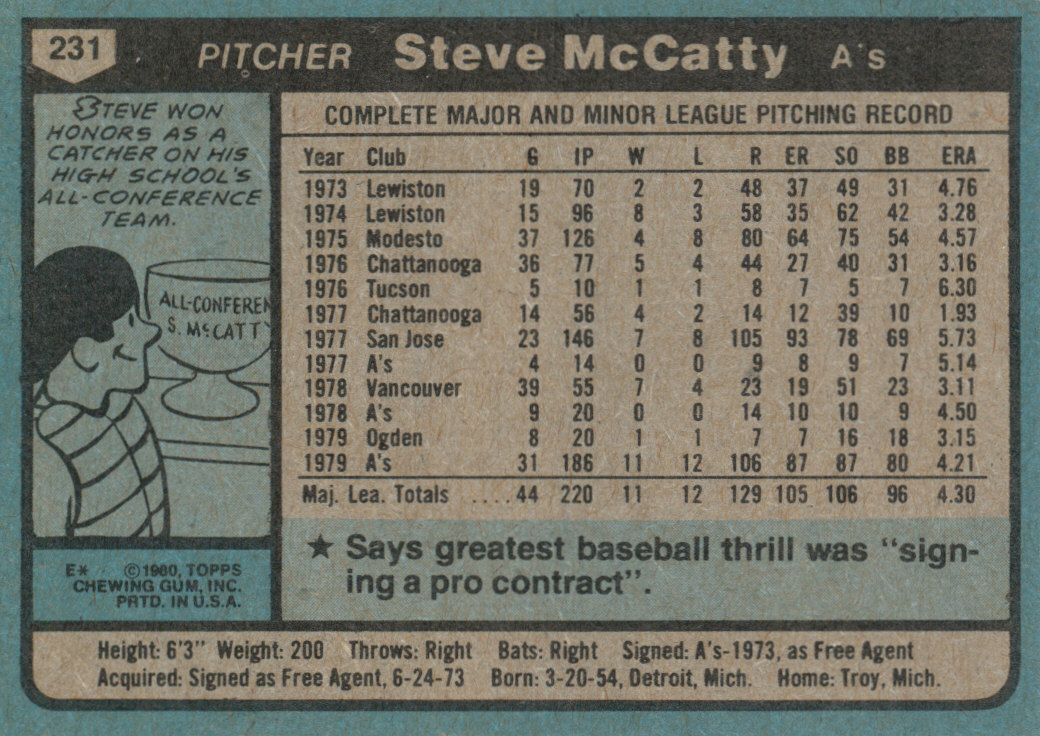 231 PITCHER Steve McCatty A's
STEVE WON
HONORS AS A
CATCHER ON HIS
HIGH SCHOOL'S
ALL-CONFERENCE
TEAM.
ALL-CONFEREN
S. McCATTY
E* ©1980, TOPPS
CHEWING GUM, INC.
PRTD. IN U.S.A.
COMPLETE MAJOR AND MINOR LEAGUE PITCHING RECORD
Year Club G IP W L R ER SO BB ERA
1973 Lewiston 19 70 2 2 48 37 49 31 4.76
1974 Lewiston 15 96 8 3 58 35 62 42 3.28
1975 Modesto 37 126 4 8 80 64 75 54 4.57
1976 Chattanooga 36 77 5 4 44 27 40 31 3.16
1976 Tucson 5 10 1 1 8 7 5 7 6.30
1977 Chattanooga 14 56 4 2 14 12 39 10 1.93
1977 San Jose 23 146 7 8 105 93 78 69 5.73
1977 A's 4 14 0 0 9 8 9 7 5.14
1978 Vancouver 39 55 7 4 23 19 51 23 3.11
1978 A's 9 20 0 0 14 10 10 9 4.50
1979 Ogden 8 20 1 1 7 7 16 18 3.15
1979 A's 31 186 11 12 106 87 87 80 4.21
Maj. Lea. Totals ....44 220 11 12 129 105 106 96 4.30
★ Says greatest baseball thrill was "sign-
ing a pro contract".
Height: 6'3" Weight: 200 Throws: Right Bats: Right Signed: A's-1973, as Free Agent
Acquired: Signed as Free Agent, 6-24-73 Born: 3-20-54, Detroit, Mich. Home: Troy, Mich.